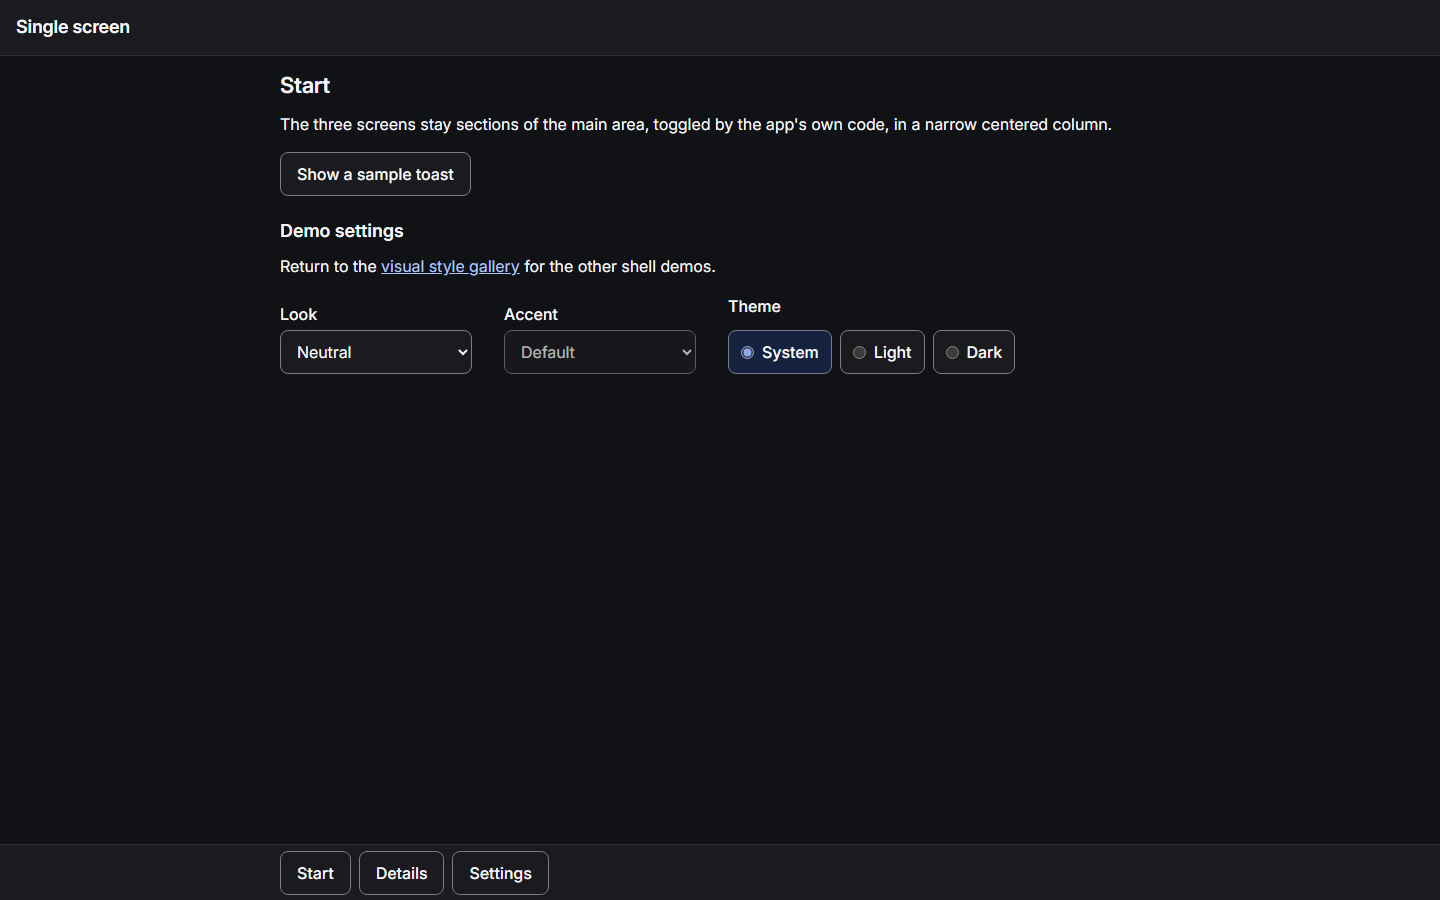 Single screen
Start
The three screens stay sections of the main area, toggled by the app's own code, in a narrow centered column.
Show a sample toast
Demo settings
Return to the visual style gallery for the other shell demos.
Look
Accent
Theme
Neutral
Default
System
Light
Dark
Start
Details
Settings